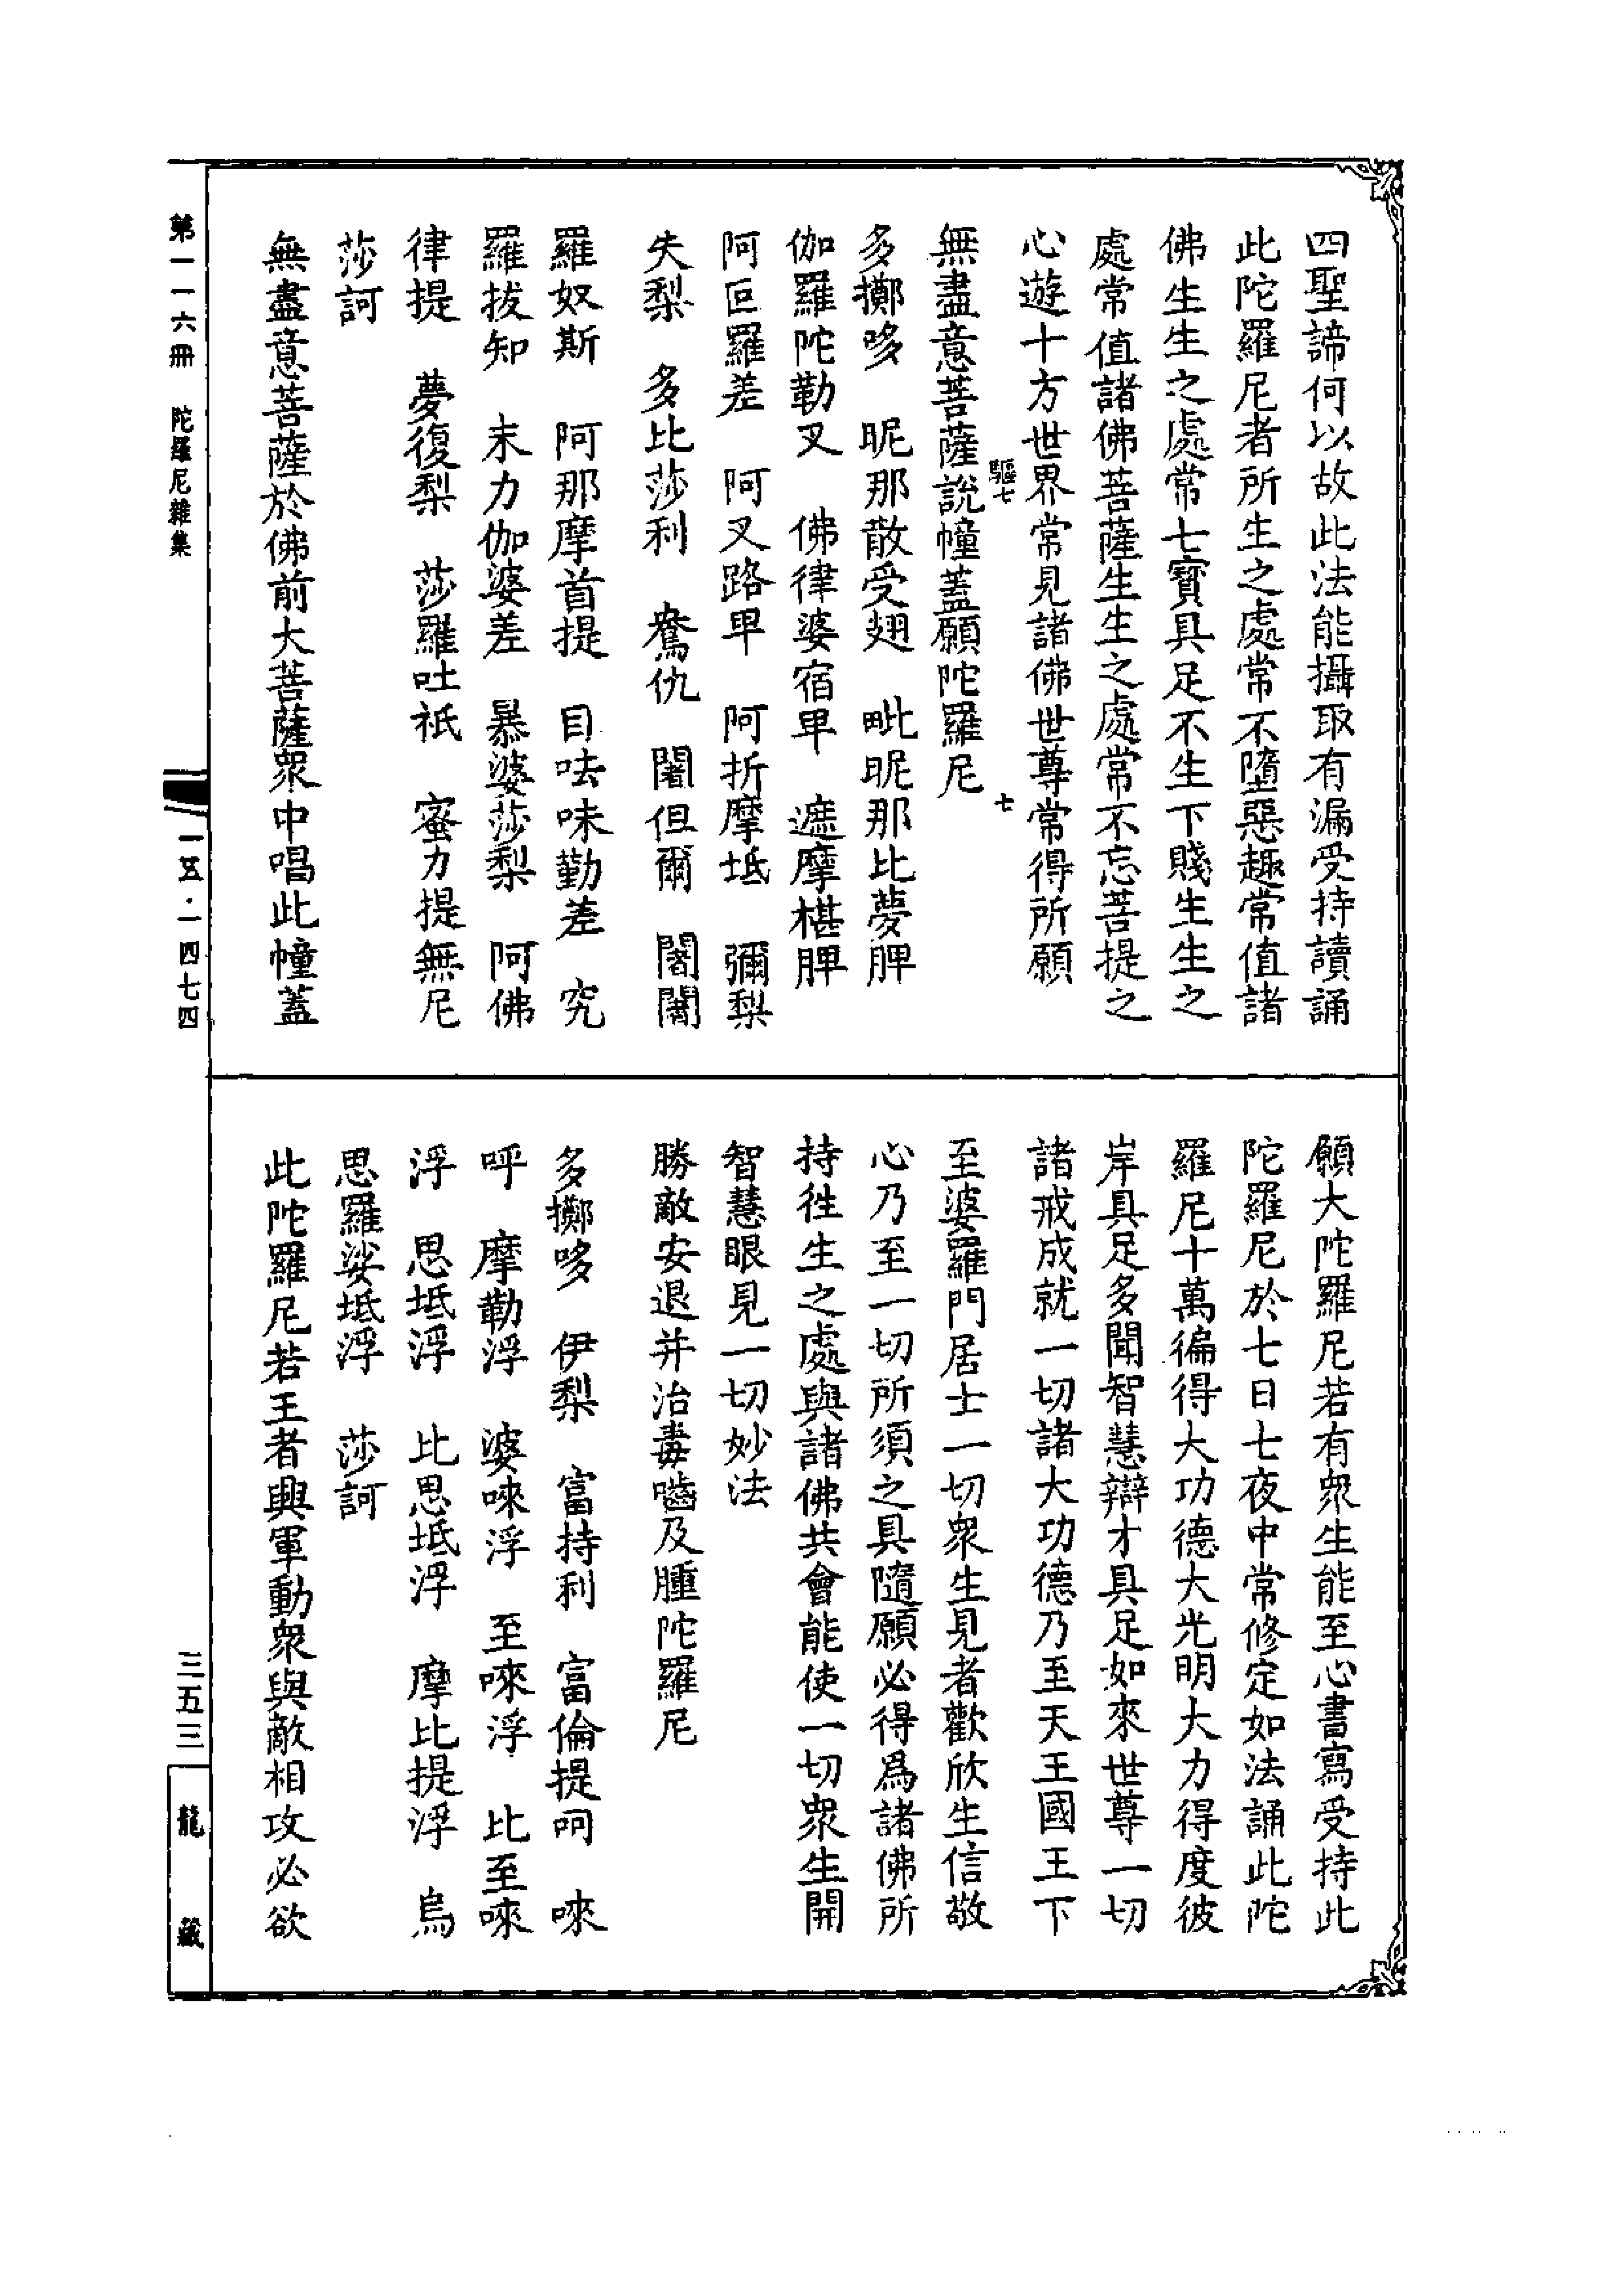 四聖諦何以故此法能攝取有漏受持讀誦
此陀羅尼者所生之處常不墮惡趣常值諸
佛生生之處常七寶具足不生下賤生生之
處常值諸佛菩薩生生之處常不忘菩提之
心遊十方世界常見諸佛世尊常得所願
驅七 七
無盡意菩薩說幢蓋願陀羅尼
多擲哆 昵那散受翅 毗昵那比夢脾
伽羅陀勒叉 佛律婆宿卑 遮摩椹脾
阿叵羅差 阿叉路卑 阿折摩坻 彌梨
失梨 多比莎利 鴦仇 闍但爾 闍闍
羅奴斯 阿那摩首提 目呿味勤差 究
羅拔知 末力伽婆差 暴婆莎梨 阿佛
律提 夢復梨 莎羅吐祇 蜜力提無尼
莎訶
無盡意菩薩於佛前大菩薩衆中唱此幢蓋
願大陀羅尼若有衆生能至心書寫受持此
陀羅尼於七日七夜中常修定如法誦此陀
羅尼十萬徧得大功德大光明大力得度彼
岸具足多聞智慧辯才具足如來世尊一切
諸戒成就一切諸大功德乃至天王國王下
至婆羅門居士一切衆生見者歡欣生信敬
心乃至一切所須之具隨願必得爲諸佛所
持徃生之處與諸佛共會能使一切衆生開
智慧眼見一切妙法
勝敵安退并治毒嚙及腫陀羅尼
多擲哆 伊梨 富持利 富倫提呵 唻
呼 摩勒浮 婆唻浮 至唻浮 比至唻
浮 思坻浮 比思坻浮 摩比提浮 烏
思羅娑坻浮 莎訶
此陀羅尼若王者興軍動衆與敵相攻必欲
第一一六冊 陀羅尼雜集
一五·一四七四
三五三
龍藏